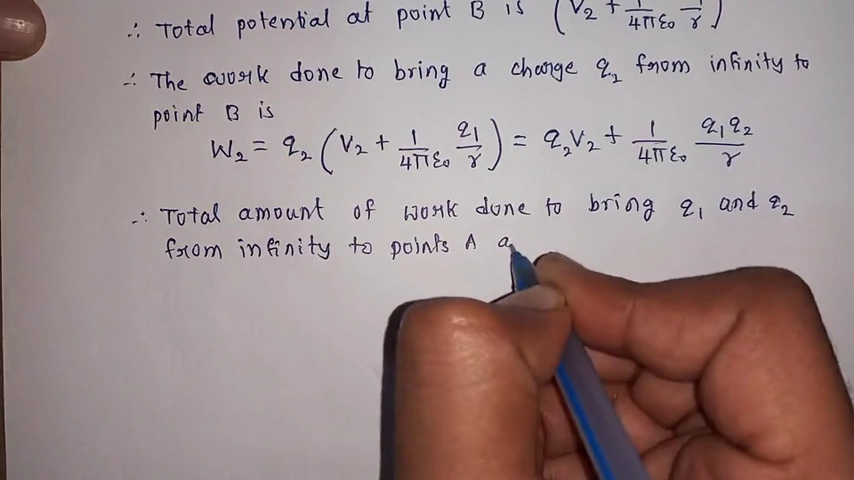 ∴ Total potential at point B is (V₂ + 1/4πε₀ q₁/r)
∴ The work done to bring a charge q₂ from infinity to
point B is
W₂ = q₂ (V₂ + 1/4πε₀ q₁/r) = q₂V₂ + 1/4πε₀ q₁q₂/r
∴ Total amount of work done to bring q₁ and q₂
from infinity to points A a